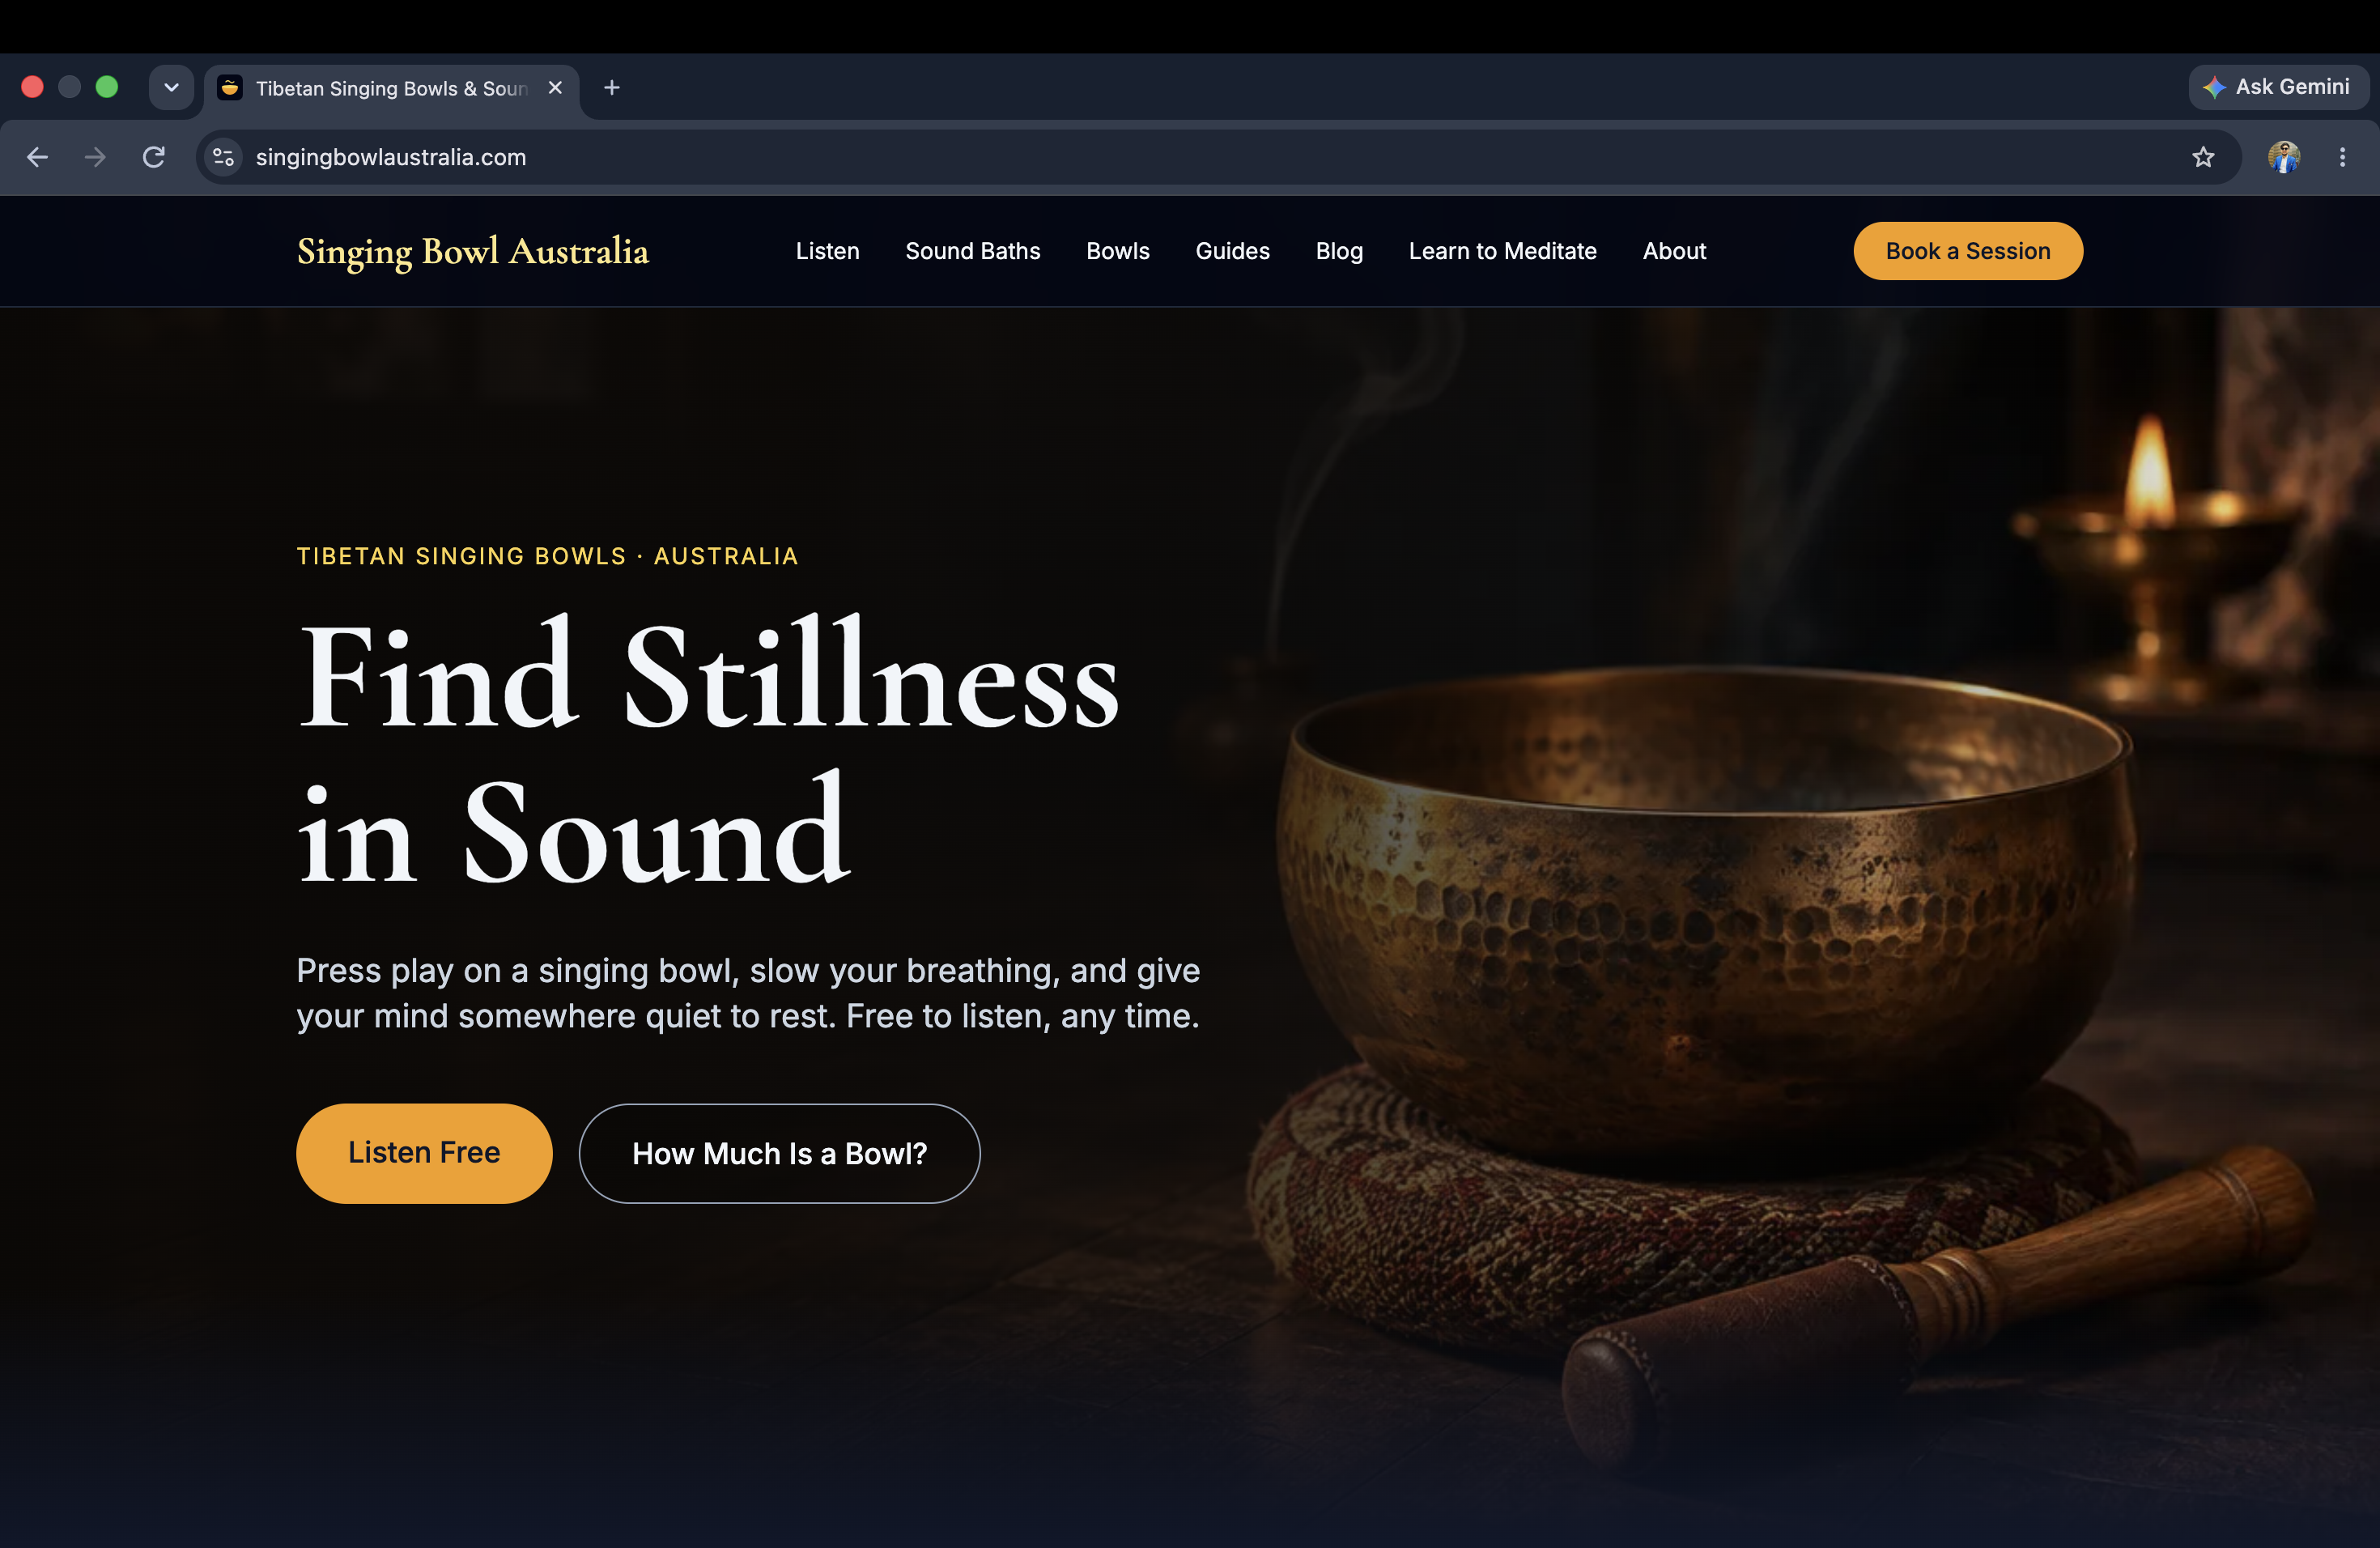 Tibetan Singing Bowls & Soun
Ask Gemini
singingbowlaustralia.com
Singing Bowl Australia
Listen
Sound Baths
Bowls
Guides
Blog
Learn to Meditate
About
Book a Session
TIBETAN SINGING BOWLS · AUSTRALIA
Find Stillness
in Sound
Press play on a singing bowl, slow your breathing, and give
your mind somewhere quiet to rest. Free to listen, any time.
Listen Free
How Much Is a Bowl?